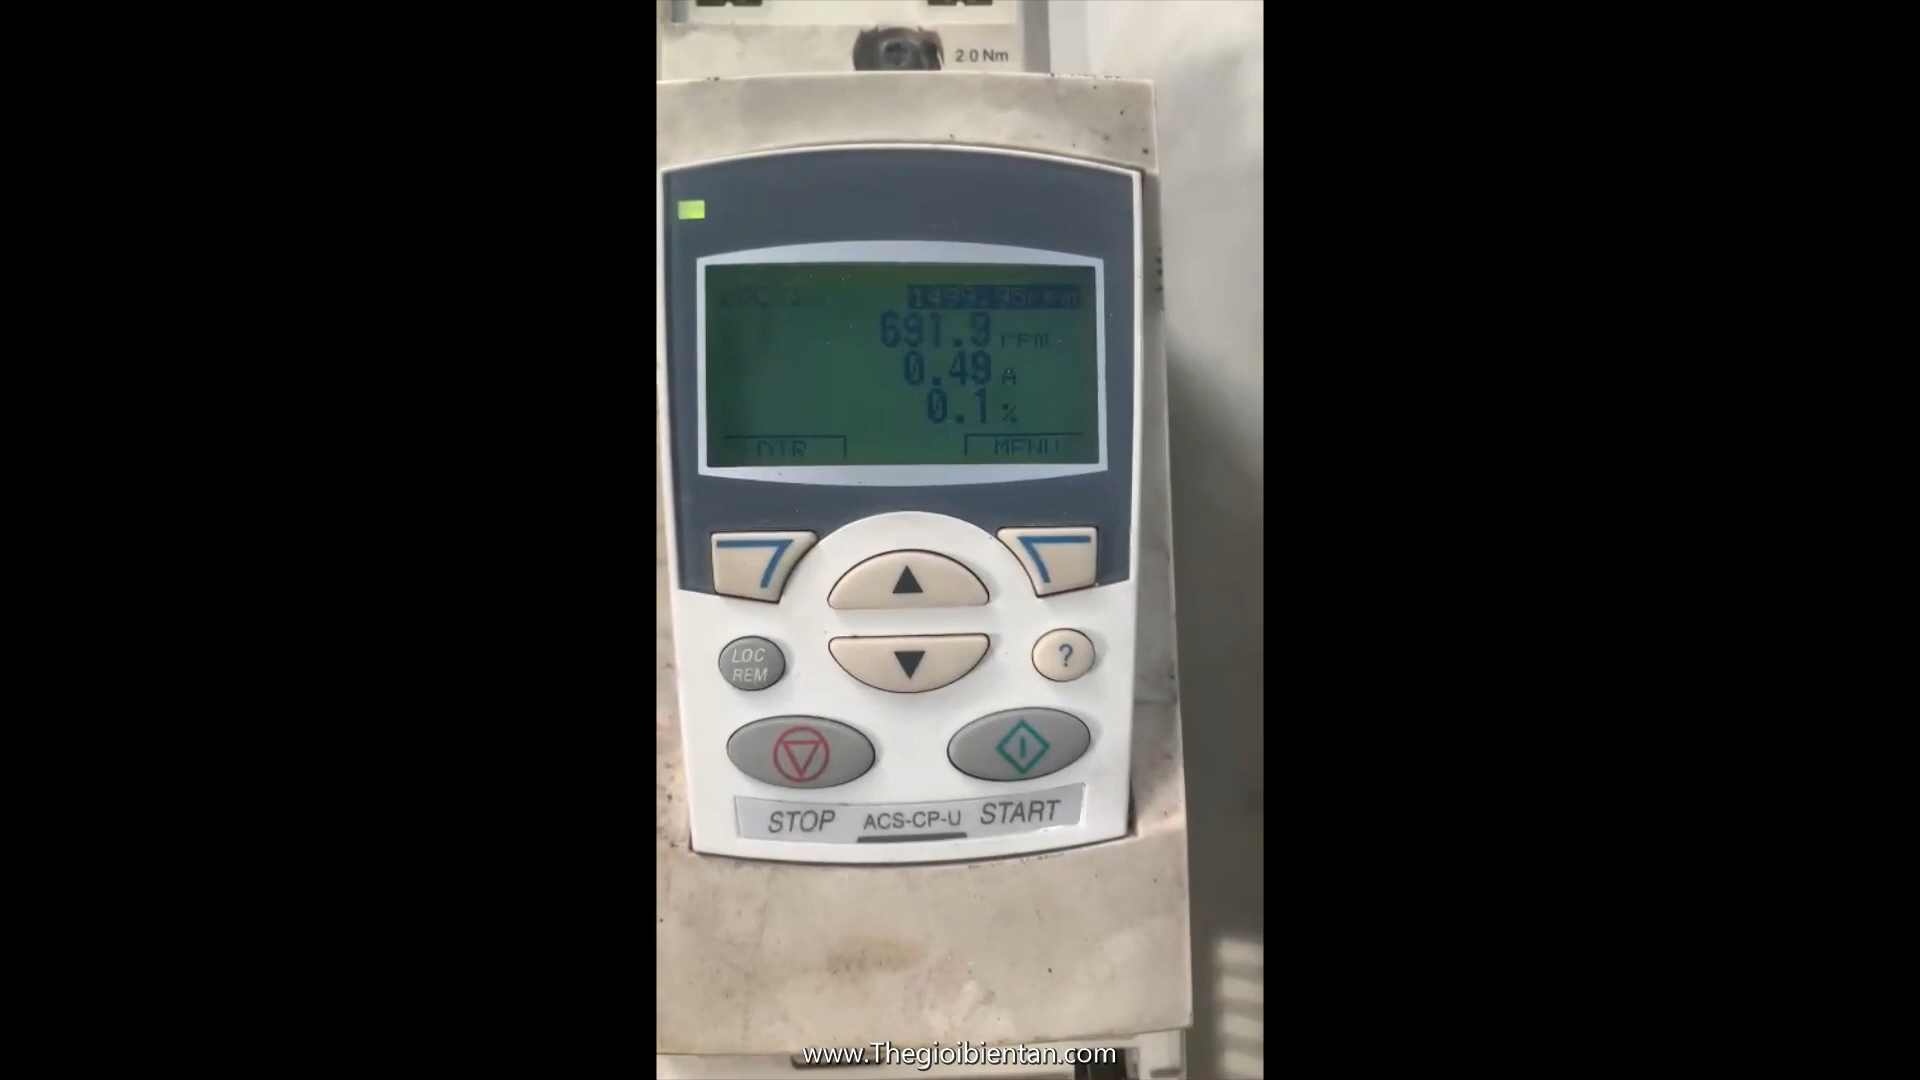 2.0 Nm
LOC
691.9 rpm
0.49 A
0.1 %
DIR MENU
LOC
REM
?
STOP ACS-CP-U START
www.Thegioibientan.com